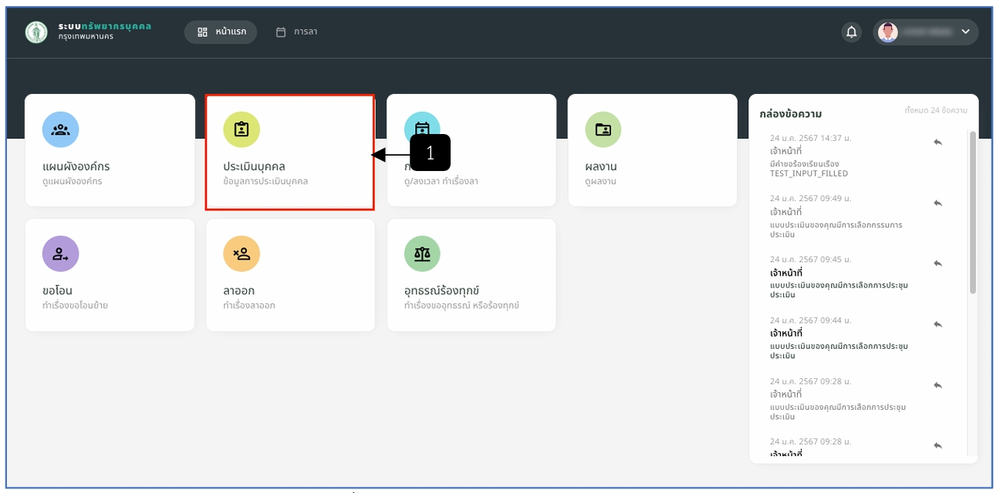 ระบบทรัพยากรบุคคล
กรุงเทพมหานคร
หน้าแรก
การลา
แผนผังองค์กร
ดูแผนผังองค์กร
ประเมินบุคคล
ข้อมูลการประเมินบุคคล
1
ดู/ลงเวลา ทำเรื่องลา
ผลงาน
ดูผลงาน
ขอโอน
ทำเรื่องขอโอนย้าย
ลาออก
ทำเรื่องลาออก
อุทธรณ์ร้องทุกข์
ทำเรื่องขออุทธรณ์ หรือร้องทุกข์
กล่องข้อความ
ทั้งหมด 24 ข้อความ
24 ม.ค. 2567 14:37 น.
เจ้าหน้าที่
มีคำขอร้องเรียนเรื่อง
TEST_INPUT_FILLED
24 ม.ค. 2567 09:49 น.
เจ้าหน้าที่
แบบประเมินของคุณมีการเลือกกรรมการ
ประเมิน
24 ม.ค. 2567 09:45 น.
เจ้าหน้าที่
แบบประเมินของคุณมีการเลือกการประชุม
ประเมิน
24 ม.ค. 2567 09:44 น.
เจ้าหน้าที่
แบบประเมินของคุณมีการเลือกการประชุม
ประเมิน
24 ม.ค. 2567 09:28 น.
เจ้าหน้าที่
แบบประเมินของคุณมีการเลือกการประชุม
ประเมิน
24 ม.ค. 2567 09:28 น.
เจ้าหน้าที่